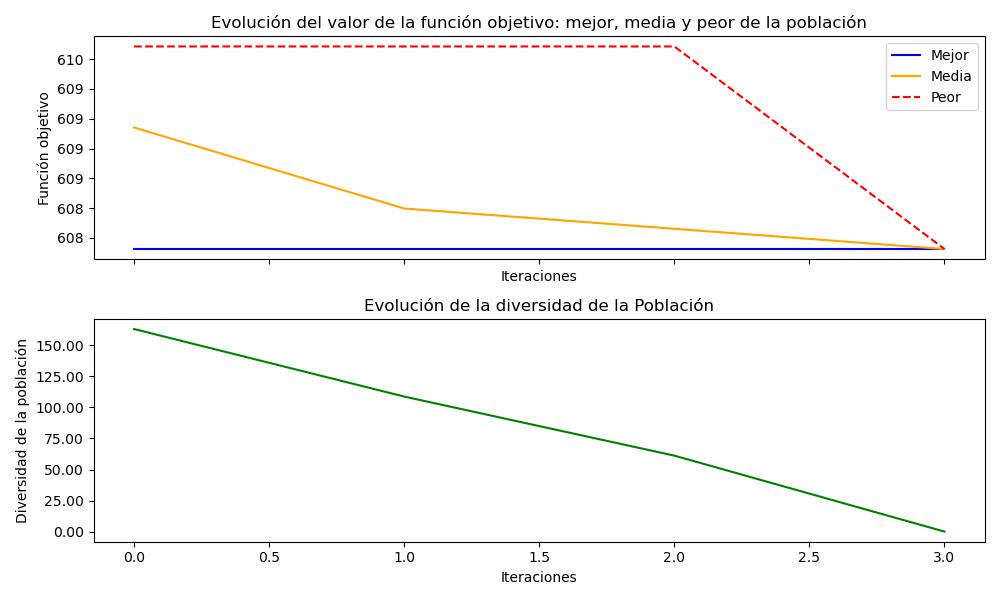 Evolución del valor de la función objetivo: mejor, media y peor de la población
Función objetivo
610
609
609
609
609
608
608
Mejor
Media
Peor
Iteraciones
Evolución de la diversidad de la Población
Diversidad de la población
150.00
125.00
100.00
75.00
50.00
25.00
0.00
0.0 0.5 1.0 1.5 2.0 2.5 3.0
Iteraciones